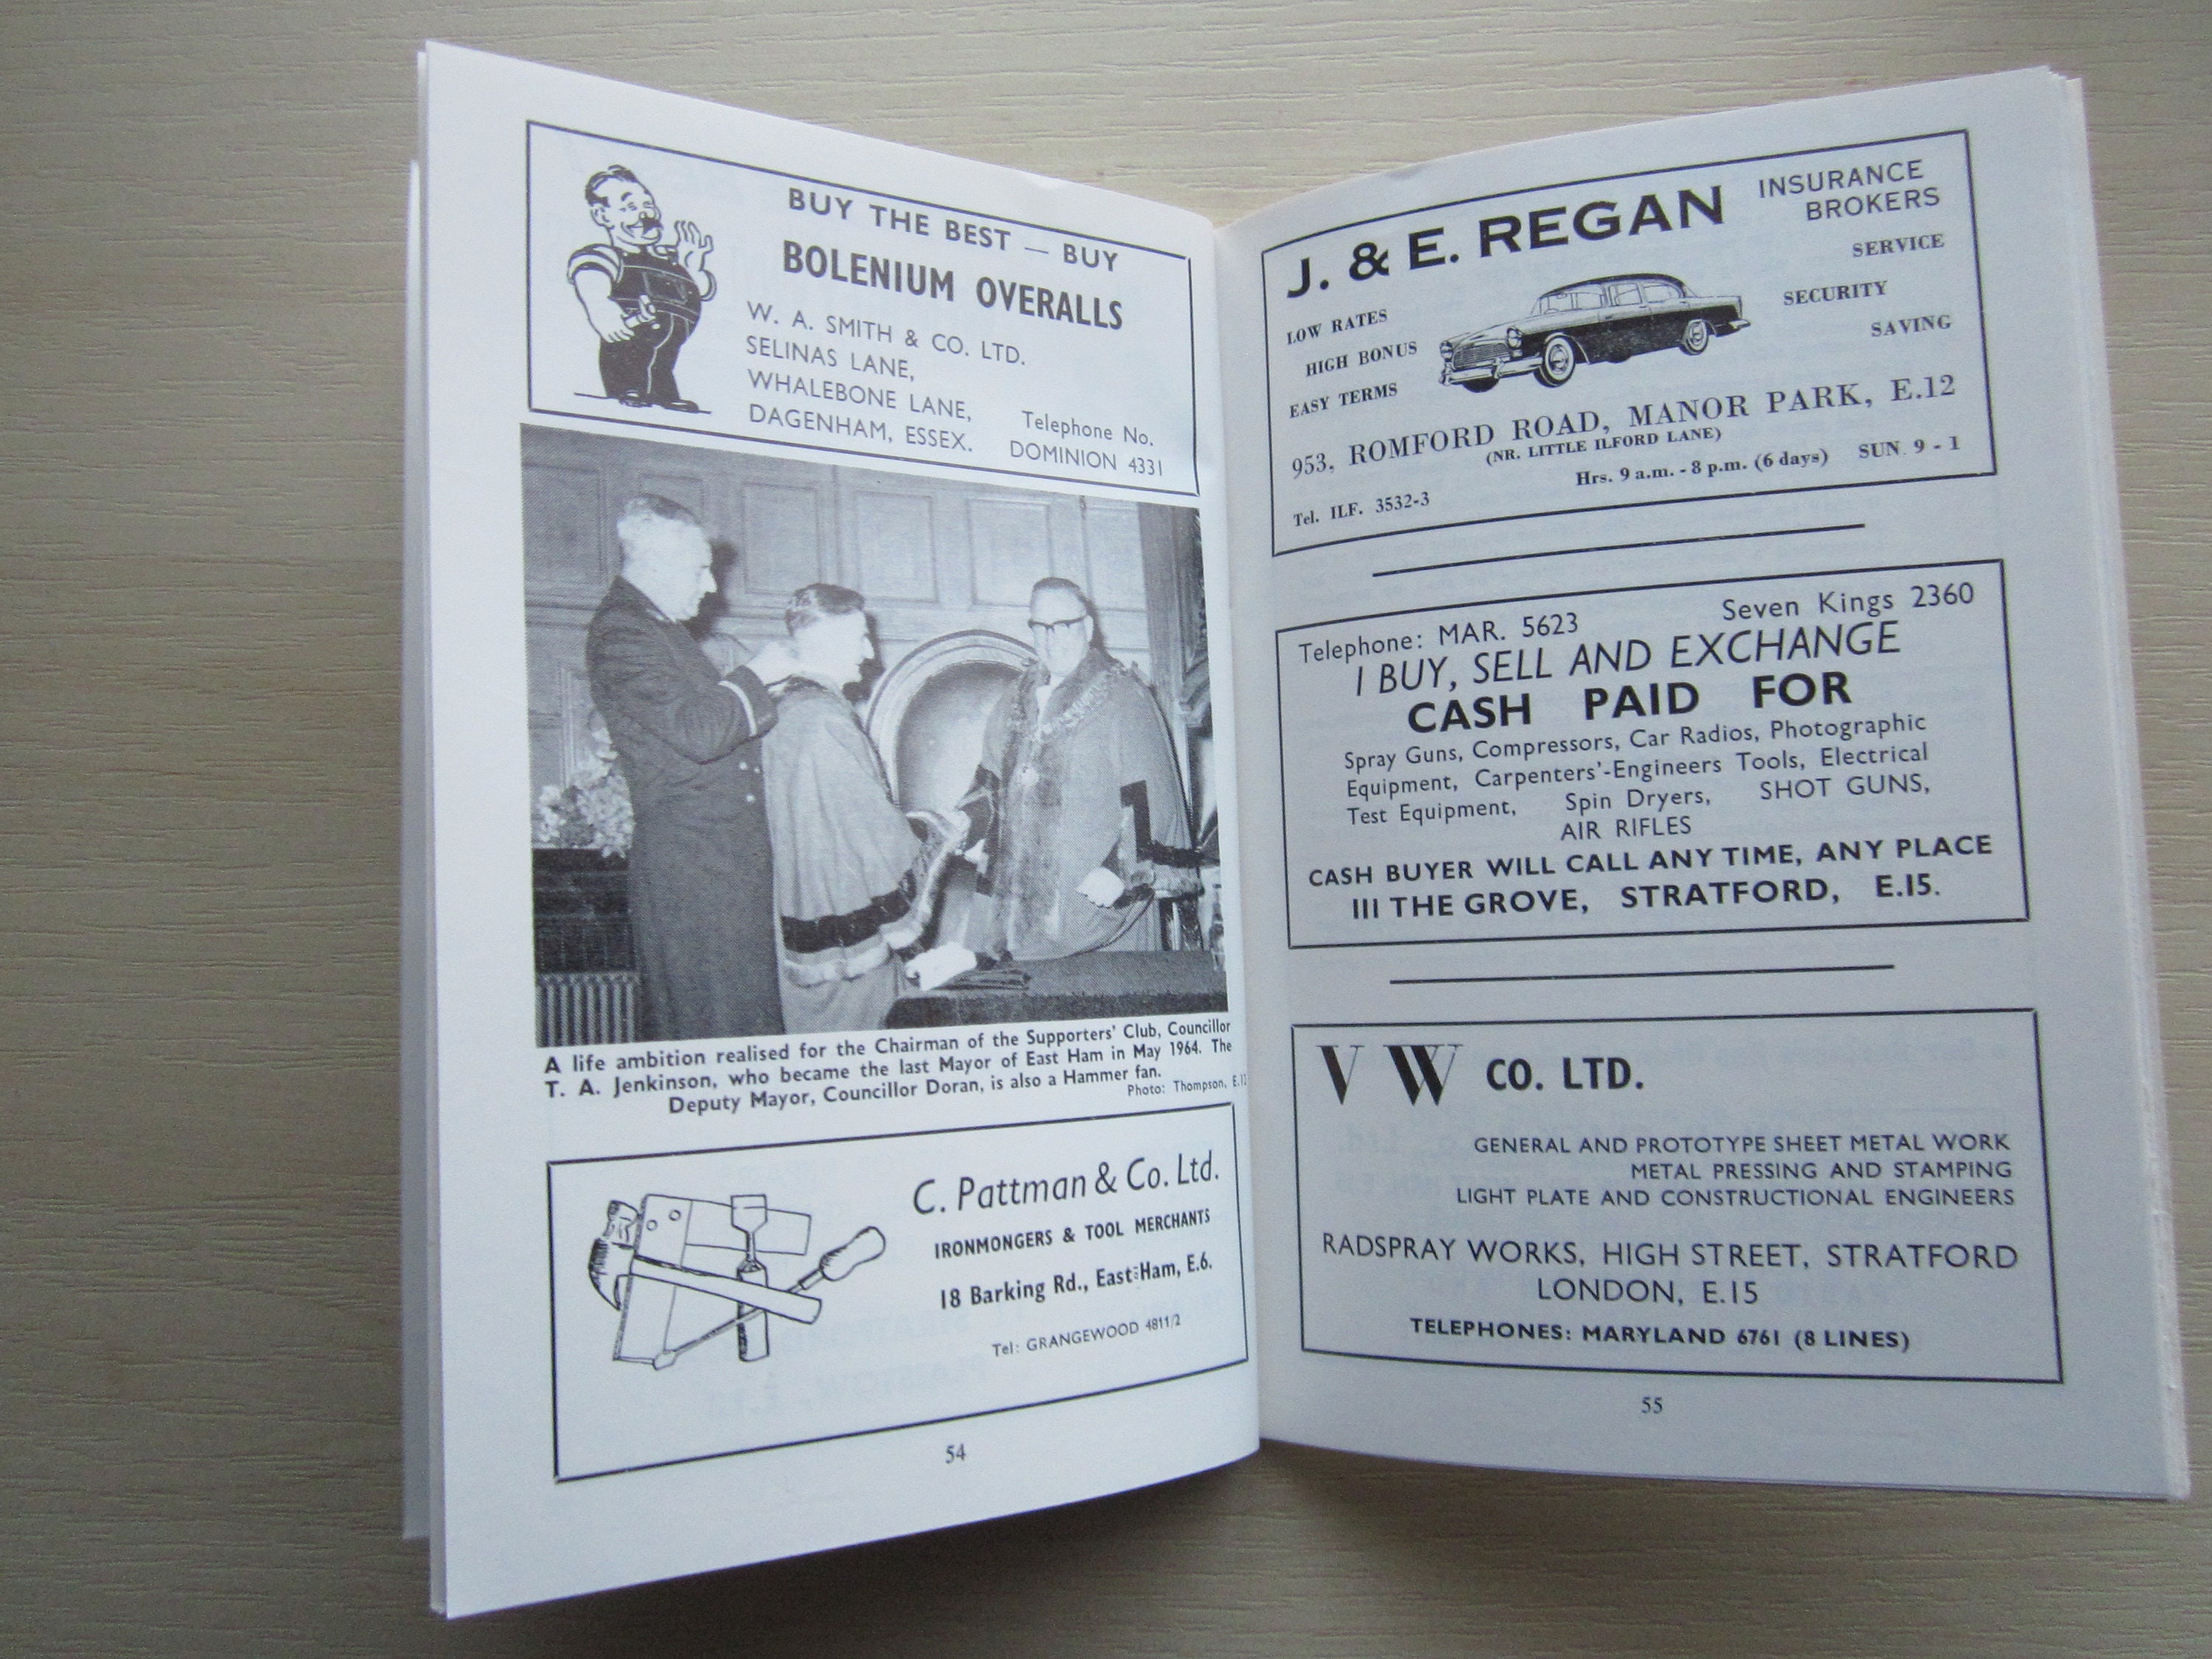 BUY THE BEST — BUY
BOLENIUM OVERALLS
W. A. SMITH & CO. LTD.
SELINAS LANE,
WHALEBONE LANE,
DAGENHAM, ESSEX.
Telephone No.
DOMINION 4331
A life ambition realised for the Chairman of the Supporters' Club, Councillor
T. A. Jenkinson, who became the last Mayor of East Ham in May 1964. The
Deputy Mayor, Councillor Doran, is also a Hammer fan.
Photo: Thompson, E.12
C. Pattman & Co. Ltd.
IRONMONGERS & TOOL MERCHANTS
18 Barking Rd., East Ham, E.6.
Tel: GRANGEWOOD 4811/2
54
J. & E. REGAN
INSURANCE
BROKERS
LOW RATES
HIGH BONUS
EASY TERMS
SERVICE
SECURITY
SAVING
953, ROMFORD ROAD, MANOR PARK, E.12
(NR. LITTLE ILFORD LANE)
Tel. ILF. 3532-3
Hrs. 9 a.m. - 8 p.m. (6 days) SUN. 9 - 1
Telephone: MAR. 5623 Seven Kings 2360
I BUY, SELL AND EXCHANGE
CASH PAID FOR
Spray Guns, Compressors, Car Radios, Photographic
Equipment, Carpenters'-Engineers Tools, Electrical
Test Equipment, Spin Dryers, SHOT GUNS,
AIR RIFLES
CASH BUYER WILL CALL ANY TIME, ANY PLACE
III THE GROVE, STRATFORD, E.15.
V W CO. LTD.
GENERAL AND PROTOTYPE SHEET METAL WORK
METAL PRESSING AND STAMPING
LIGHT PLATE AND CONSTRUCTIONAL ENGINEERS
RADSPRAY WORKS, HIGH STREET, STRATFORD
LONDON, E.15
TELEPHONES: MARYLAND 6761 (8 LINES)
55